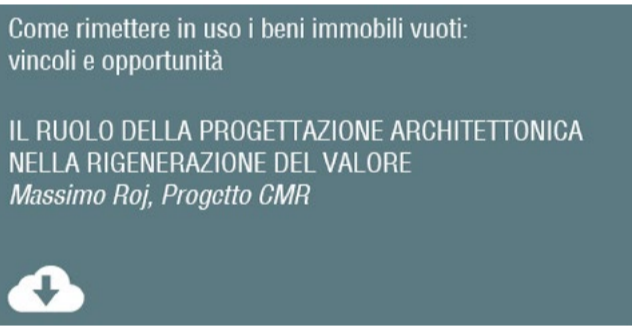 Come rimettere in uso i beni immobili vuoti:
vincoli e opportunità
IL RUOLO DELLA PROGETTAZIONE ARCHITETTONICA
NELLA RIGENERAZIONE DEL VALORE
Massimo Roj, Progetto CMR